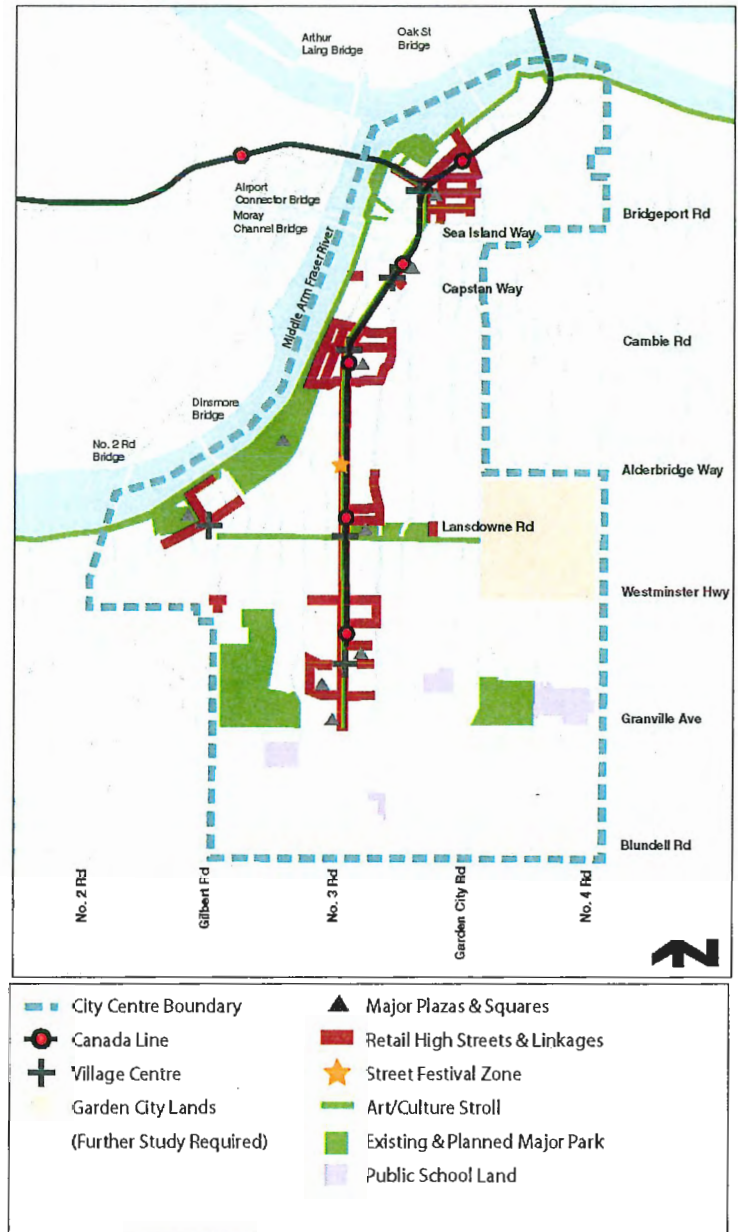 Arthur
Laing Bridge
Oak St
Bridge
Airport
Connector Bridge
Moray
Channel Bridge
Bridgeport Rd
Sea Island Way
Middle Arm Fraser River
Capstan Way
Cambie Rd
Dinsmore
Bridge
No. 2 Rd
Bridge
Alderbridge Way
Lansdowne Rd
Westminster Hwy
Granville Ave
Blundell Rd
No. 2 Rd
Gilbert Rd
No. 3 Rd
Garden City Rd
No. 4 Rd
N
City Centre Boundary
Canada Line
Village Centre
Garden City Lands
(Further Study Required)
Major Plazas & Squares
Retail High Streets & Linkages
Street Festival Zone
Art/Culture Stroll
Existing & Planned Major Park
Public School Land